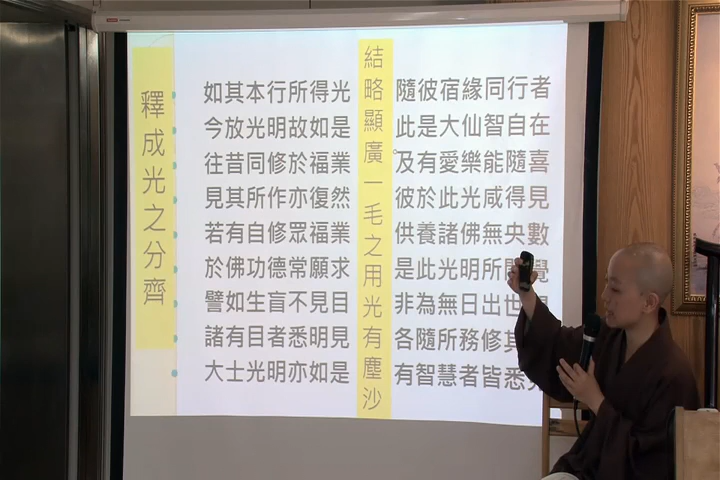 釋成光之分齊
如其本行所得光
隨彼宿緣同行者
今放光明故如是
此是大仙智自在
往昔同修於福業
及有愛樂能隨喜
見其所作亦復然
彼於此光咸得見
若有自修眾福業
供養諸佛無央數
於佛功德常願求
是此光明所覺
譬如生盲不見目
非為無日出世
諸有目者悉明見
各隨所務修
大士光明亦如是
有智慧者皆悉
結略顯廣一毛之用光有塵沙